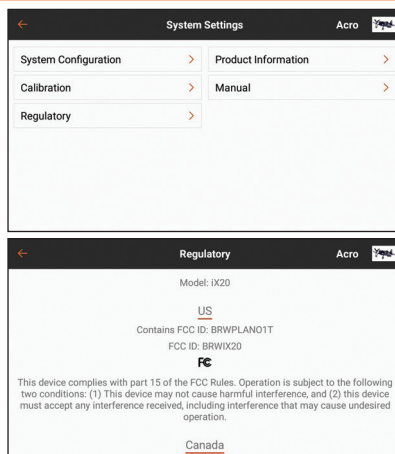 System Settings Acro
System Configuration Product Information
Calibration Manual
Regulatory
Regulatory Acro
Model: iX20
US
Contains FCC ID: BRWPLANO1T
FCC ID: BRWIX20
FC
This device complies with part 15 of the FCC Rules. Operation is subject to the following
two conditions: (1) This device may not cause harmful interference, and (2) this device
must accept any interference received, including interference that may cause undesired
operation.
Canada